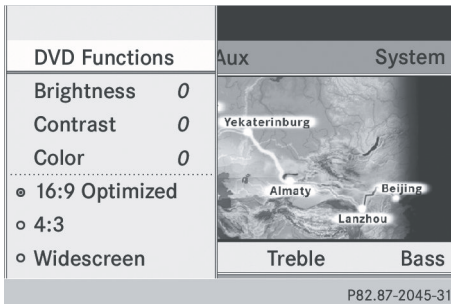 DVD Functions
Aux
System
Brightness 0
Contrast 0
Color 0
16:9 Optimized
4:3
Widescreen
Yekaterinburg
Almaty
Beijing
Lanzhou
Treble
Bass
P82.87-2045-31